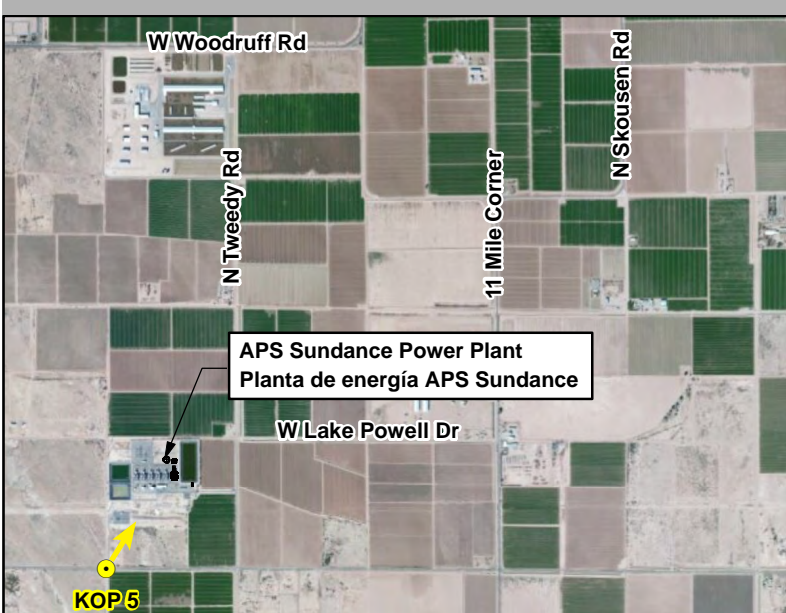 W Woodruff Rd
N Skousen Rd
N Tweedy Rd
11 Mile Corner
APS Sundance Power Plant
Planta de energía APS Sundance
W Lake Powell Dr
KOP 5